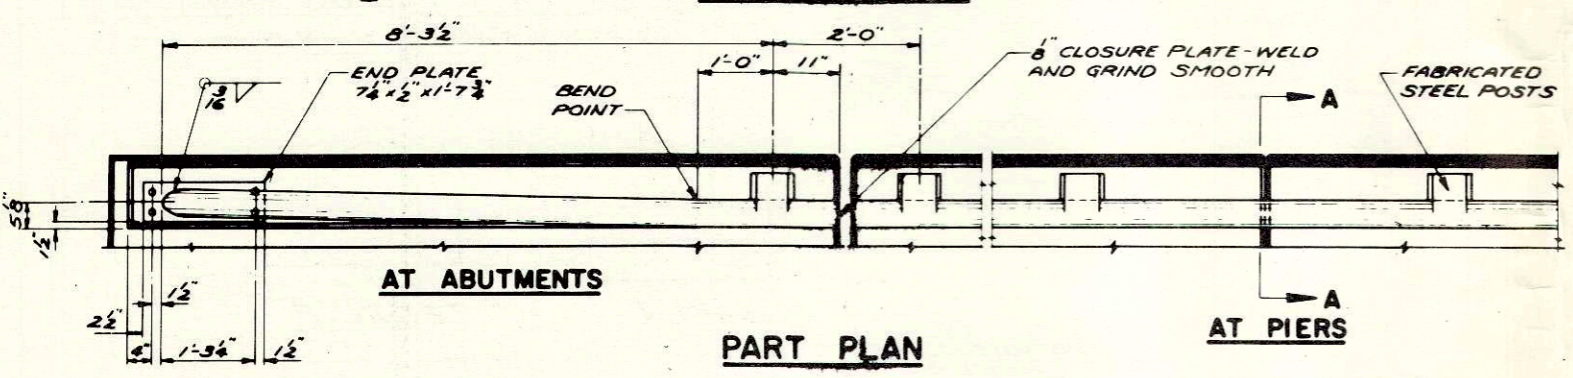 8'-3½"
2'-0"
1'-0"
11"
⅛" CLOSURE PLATE-WELD
AND GRIND SMOOTH
END PLATE
7¼"x½"x1'-7¾"
3/16
BEND
POINT
A
FABRICATED
STEEL POSTS
5⅛"
1½"
AT ABUTMENTS
1½"
2½"
4"
1'-3¼"
1½"
A
AT PIERS
PART PLAN